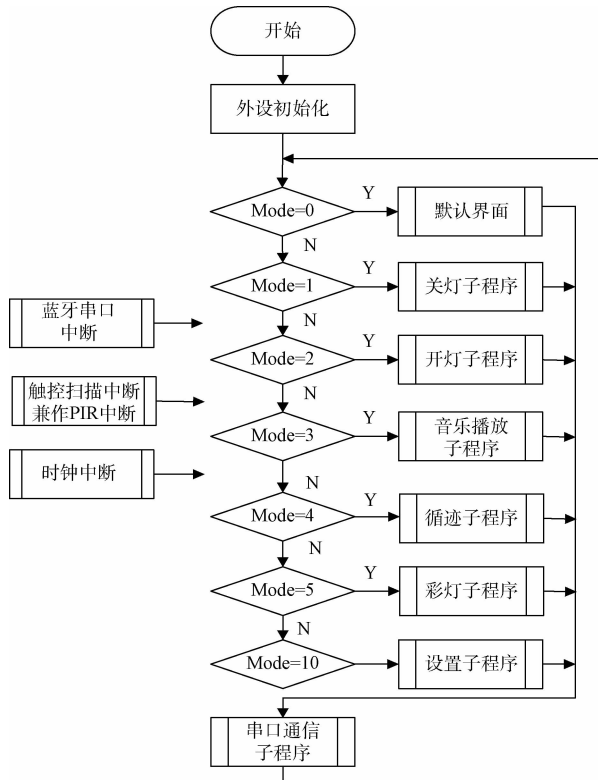 开始
外设初始化
Mode=0
Y
默认界面
N
Mode=1
Y
关灯子程序
N
蓝牙串口
中断
Mode=2
Y
开灯子程序
N
触控扫描中断
兼作PIR中断
Mode=3
Y
音乐播放
子程序
N
时钟中断
Mode=4
Y
循迹子程序
N
Mode=5
Y
彩灯子程序
N
Mode=10
设置子程序
串口通信
子程序